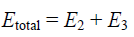 E_total = E_2 + E_3